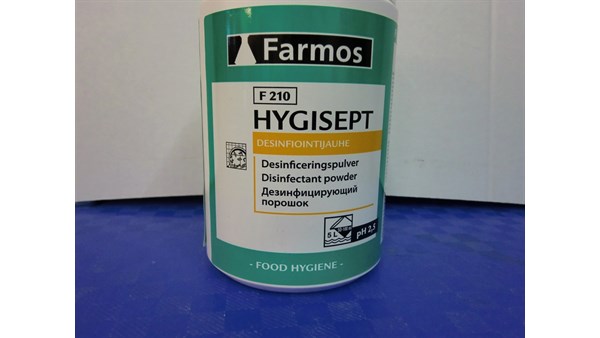 Farmos
F 210
HYGISEPT
DESINFIOINTIJAUHE
Desinficeringspulver
Disinfectant powder
Дезинфицирующий
порошок
5 L
pH 2,5
- FOOD HYGIENE -